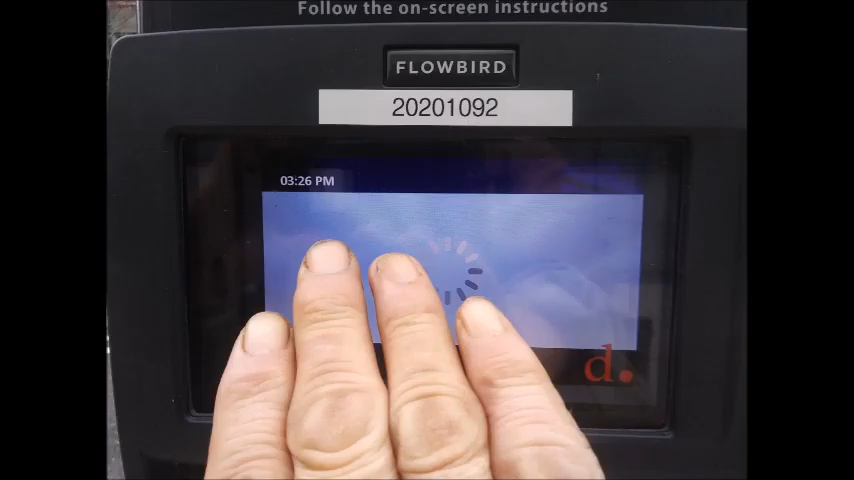 Follow the on-screen instructions
FLOWBIRD
20201092
03:26 PM
d.